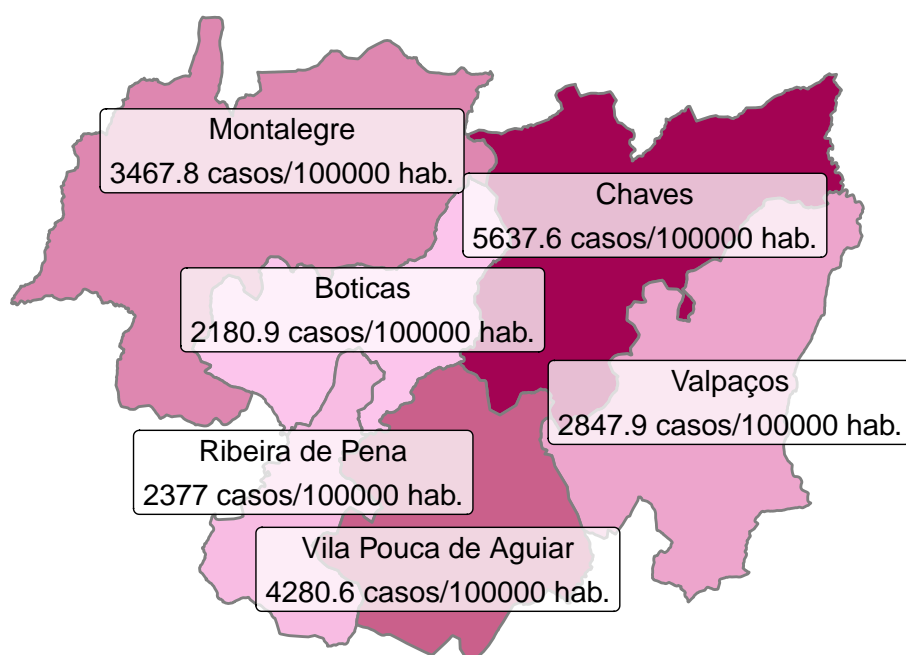 Montalegre
3467.8 casos/100000 hab.
Chaves
5637.6 casos/100000 hab.
Boticas
2180.9 casos/100000 hab.
Valpaços
2847.9 casos/100000 hab.
Ribeira de Pena
2377 casos/100000 hab.
Vila Pouca de Aguiar
4280.6 casos/100000 hab.